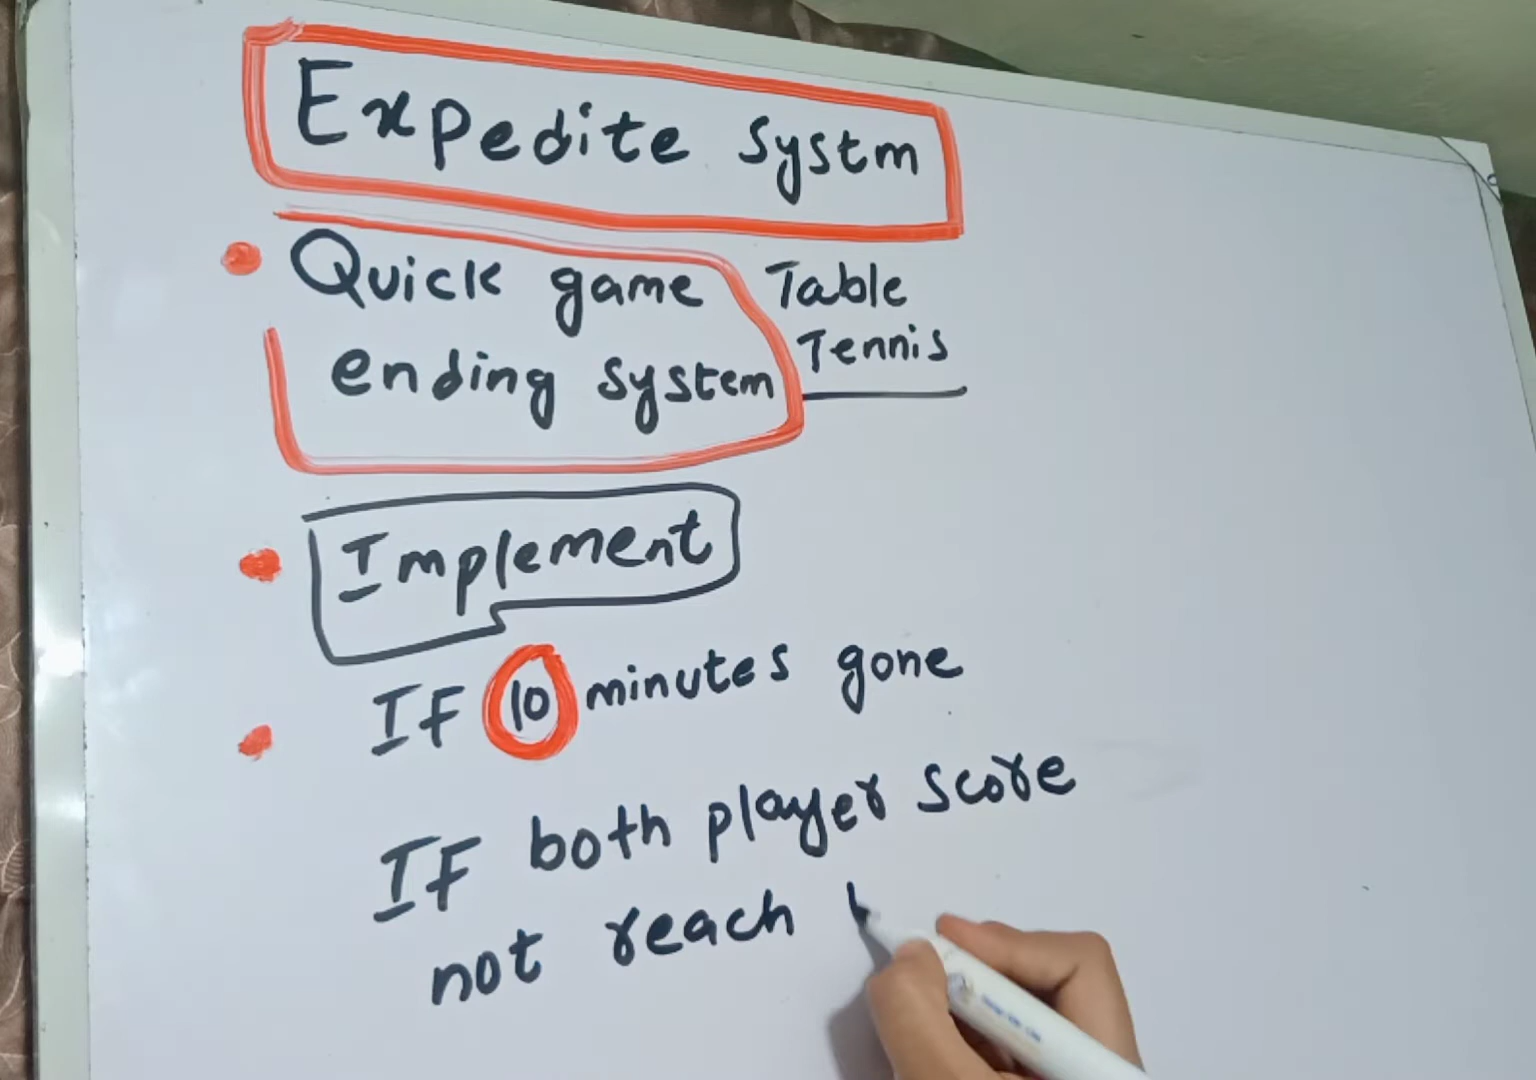 Expedite Systm
Quick game
ending system
Table
Tennis
Implement
IF 10 minutes gone
IF both player score
not reach